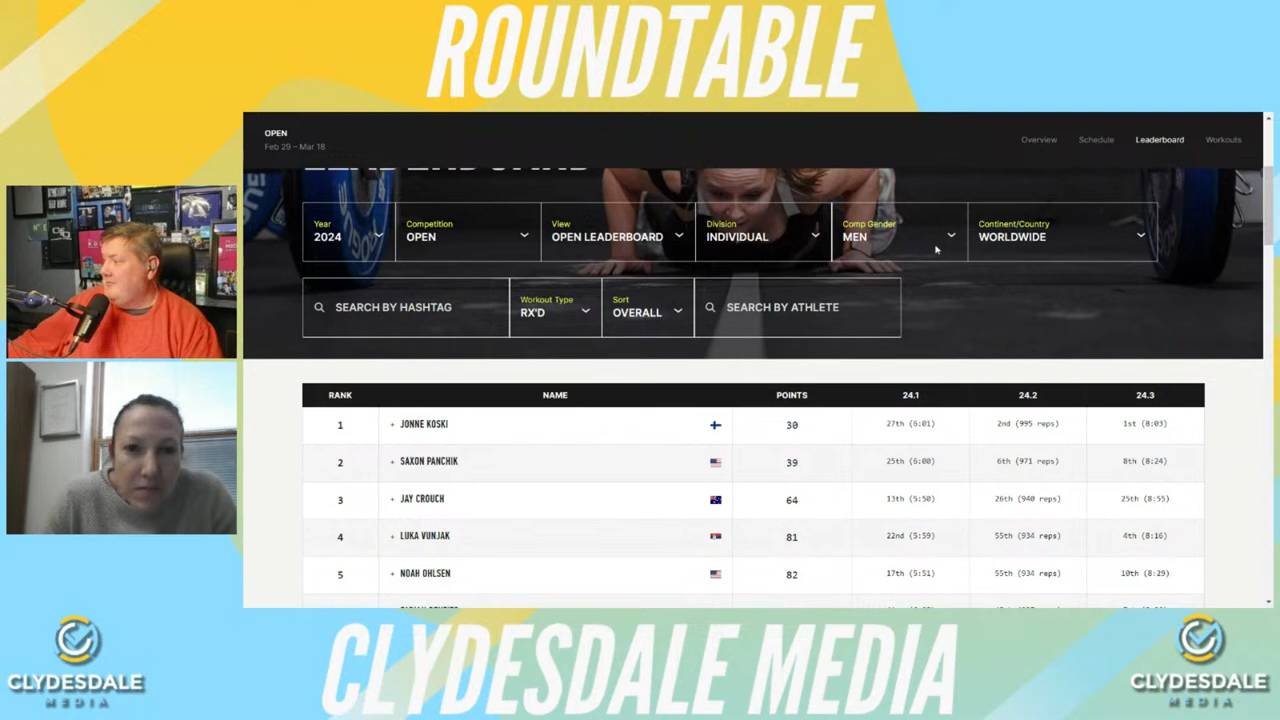 ROUNDTABLE
OPEN
Feb 29 – Mar 18
Overview Schedule Leaderboard Workouts
Year
2024
Competition
OPEN
View
OPEN LEADERBOARD
Division
INDIVIDUAL
Comp Gender
MEN
Continent/Country
WORLDWIDE
SEARCH BY HASHTAG
Workout Type
RX'D
Sort
OVERALL
SEARCH BY ATHLETE
RANK NAME POINTS 24.1 24.2 24.3
1 + JONNE KOSKI 30 27th (6:01) 2nd (995 reps) 1st (8:03)
2 + SAXON PANCHIK 39 25th (6:00) 6th (971 reps) 8th (8:24)
3 + JAY CROUCH 64 13th (5:50) 26th (940 reps) 25th (8:55)
4 + LUKA VUNJAK 81 22nd (5:59) 55th (934 reps) 4th (8:16)
5 + NOAH OHLSEN 82 17th (5:51) 55th (934 reps) 10th (8:29)
CLYDESDALE MEDIA
CLYDESDALE
MEDIA
CLYDESDALE
MEDIA